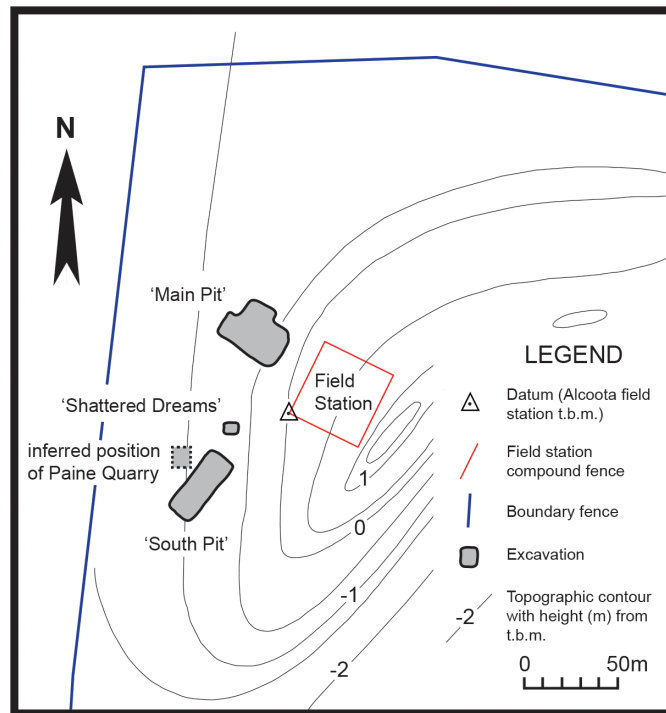 N
'Main Pit'
Field
Station
'Shattered Dreams'
inferred position
of Paine Quarry
'South Pit'
1
0
-1
-2
LEGEND
Datum (Alcoota field
station t.b.m.)
Field station
compound fence
Boundary fence
Excavation
-2
Topographic contour
with height (m) from
t.b.m.
0 50m